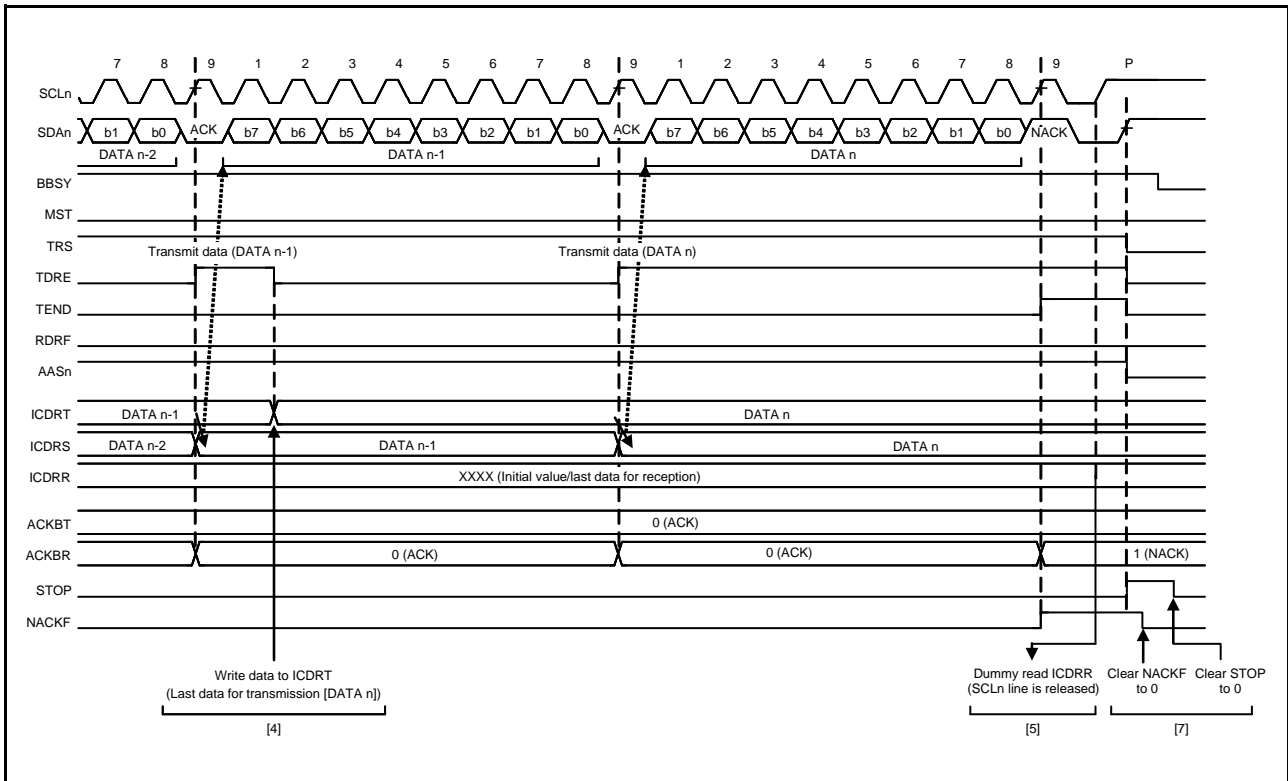 7 8 9 1 2 3 4 5 6 7 8 9 1 2 3 4 5 6 7 8 9 P
SCLn
SDAn b1 b0 ACK b7 b6 b5 b4 b3 b2 b1 b0 ACK b7 b6 b5 b4 b3 b2 b1 b0 NACK
DATA n-2 DATA n-1 DATA n
BBSY
MST
TRS
Transmit data (DATA n-1) Transmit data (DATA n)
TDRE
TEND
RDRF
AASn
ICDRT DATA n-1 DATA n
ICDRS DATA n-2 DATA n-1 DATA n
ICDRR XXXX (Initial value/last data for reception)
ACKBT 0 (ACK)
ACKBR 0 (ACK) 0 (ACK) 1 (NACK)
STOP
NACKF
Write data to ICDRT
(Last data for transmission [DATA n])
[4]
Dummy read ICDRR
(SCLn line is released)
[5]
Clear NACKF
to 0
Clear STOP
to 0
[7]